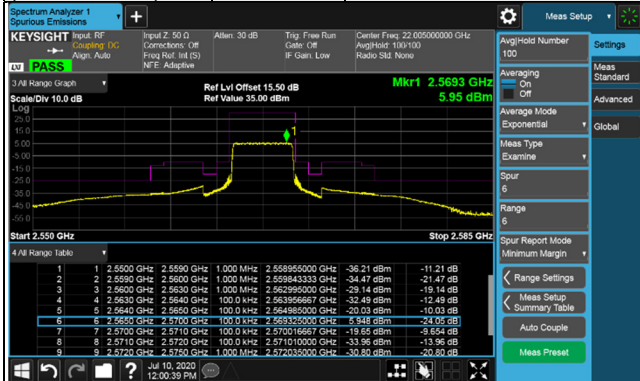 Spectrum Analyzer 1
Spurious Emissions
Meas Setup
KEYSIGHT
Input: RF
Coupling: DC
Align: Auto
Input Z: 50 Ω
Corrections: Off
Freq Ref: Int (S)
NFE: Adaptive
Atten: 30 dB
Trig: Free Run
Gate: Off
IF Gain: Low
Center Freq: 22.005000000 GHz
Avg|Hold: 100/100
Radio Std: None
LXI PASS
3 All Range Graph
Scale/Div 10.0 dB
Ref Lvl Offset 15.50 dB
Ref Value 35.00 dBm
Mkr1 2.5693 GHz
5.95 dBm
Log
25.0
15.0
5.00
-5.00
-15.0
-25.0
-35.0
-45.0
-55.0
1
Start 2.550 GHz
Stop 2.585 GHz
4 All Range Table
1 1 2.5500 GHz 2.5590 GHz 1.000 MHz 2.558955000 GHz -36.21 dBm -11.21 dB
2 2 2.5590 GHz 2.5600 GHz 1.000 MHz 2.559843333 GHz -34.47 dBm -21.47 dB
3 3 2.5600 GHz 2.5630 GHz 1.000 MHz 2.562995000 GHz -29.14 dBm -19.14 dB
4 4 2.5630 GHz 2.5640 GHz 100.0 kHz 2.563956667 GHz -32.49 dBm -12.49 dB
5 5 2.5640 GHz 2.5650 GHz 100.0 kHz 2.564985000 GHz -20.03 dBm -10.03 dB
6 6 2.5650 GHz 2.5700 GHz 100.0 kHz 2.569325000 GHz 5.948 dBm -24.05 dB
7 7 2.5700 GHz 2.5710 GHz 100.0 kHz 2.570016667 GHz -19.65 dBm -9.654 dB
8 8 2.5710 GHz 2.5720 GHz 100.0 kHz 2.571010000 GHz -33.96 dBm -13.96 dB
9 9 2.5720 GHz 2.5750 GHz 1.000 MHz 2.572035000 GHz -30.80 dBm -20.80 dB
Jul 10, 2020
12:00:39 PM
Avg|Hold Number
100
Averaging
On
Off
Average Mode
Exponential
Meas Type
Examine
Spur
6
Range
6
Spur Report Mode
Minimum Margin
Range Settings
Meas Setup
Summary Table
Auto Couple
Meas Preset
Settings
Meas
Standard
Advanced
Global